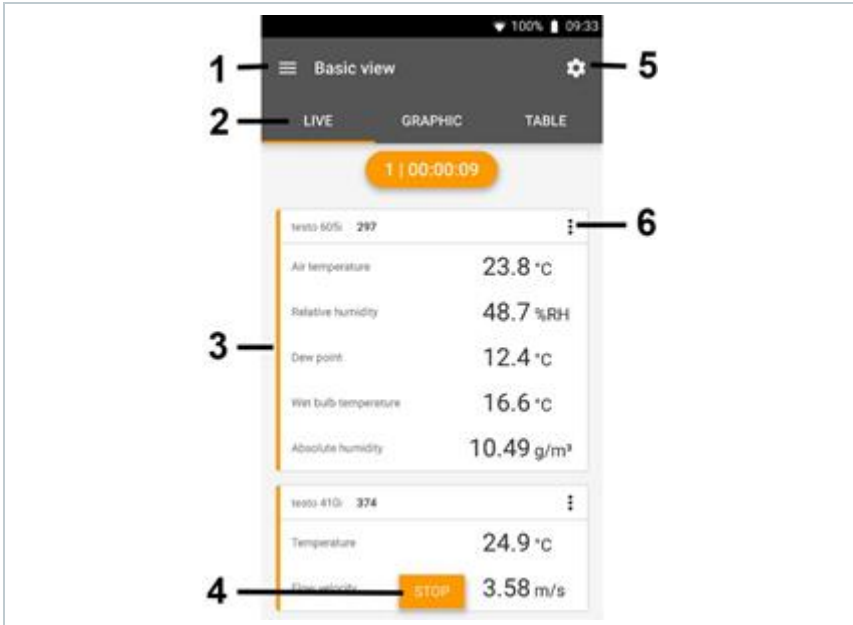 100% 09:33
1 Basic view 5
2 LIVE GRAPHIC TABLE
1 | 00:00:09
testo 605i 297 6
Air temperature 23.8 °C
Relative humidity 48.7 %RH
3
Dew point 12.4 °C
Wet bulb temperature 16.6 °C
Absolute humidity 10.49 g/m³
testo 410i 374
Temperature 24.9 °C
4 Flow velocity STOP 3.58 m/s